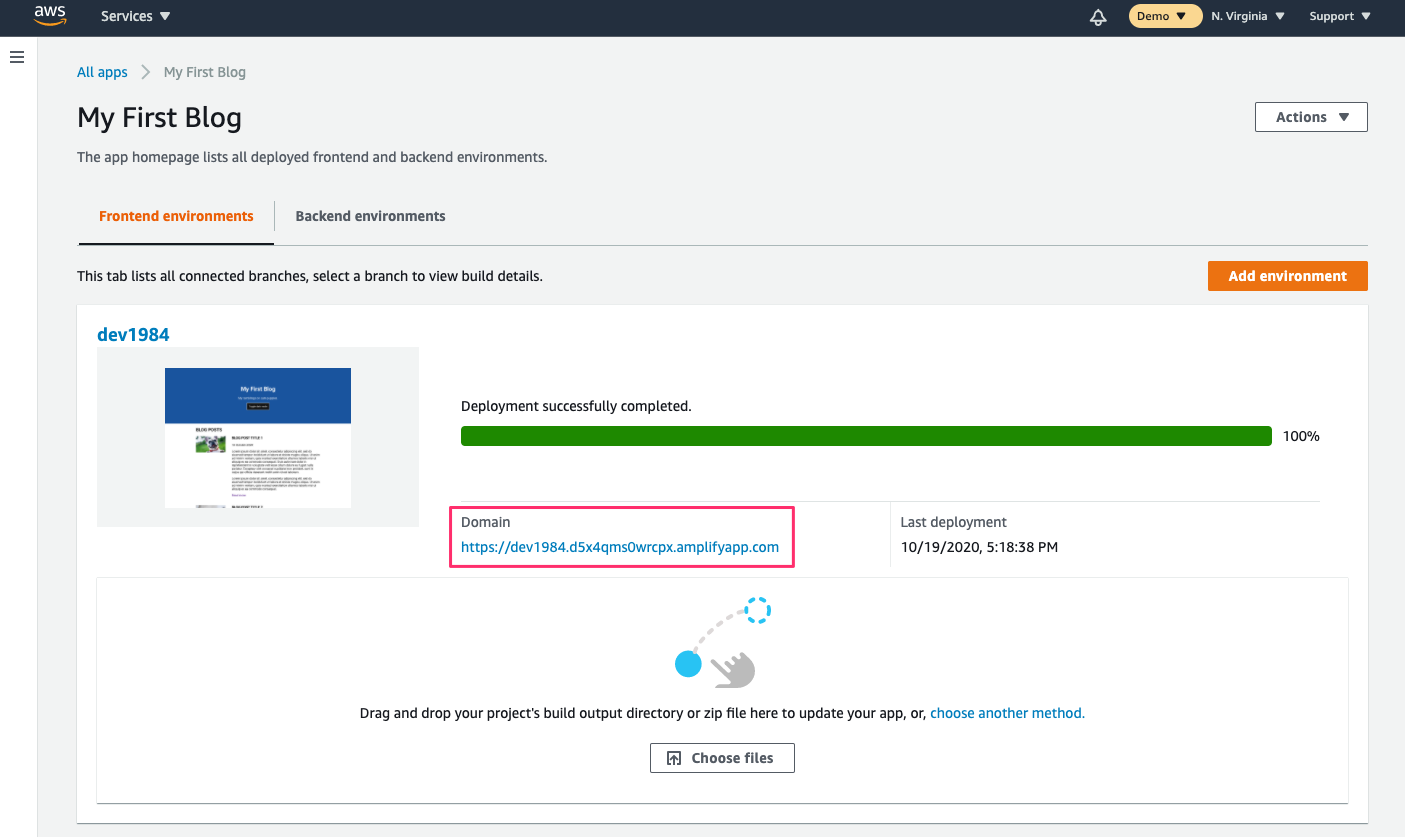 aws
Services
Demo
N. Virginia
Support
All apps
My First Blog
My First Blog
Actions
The app homepage lists all deployed frontend and backend environments.
Frontend environments
Backend environments
This tab lists all connected branches, select a branch to view build details.
Add environment
dev1984
My First Blog
BLOG POSTS
BLOG POST TITLE 1
Deployment successfully completed.
100%
Domain
https://dev1984.d5x4qms0wrcpx.amplifyapp.com
Last deployment
10/19/2020, 5:18:38 PM
Drag and drop your project's build output directory or zip file here to update your app, or, choose another method.
Choose files